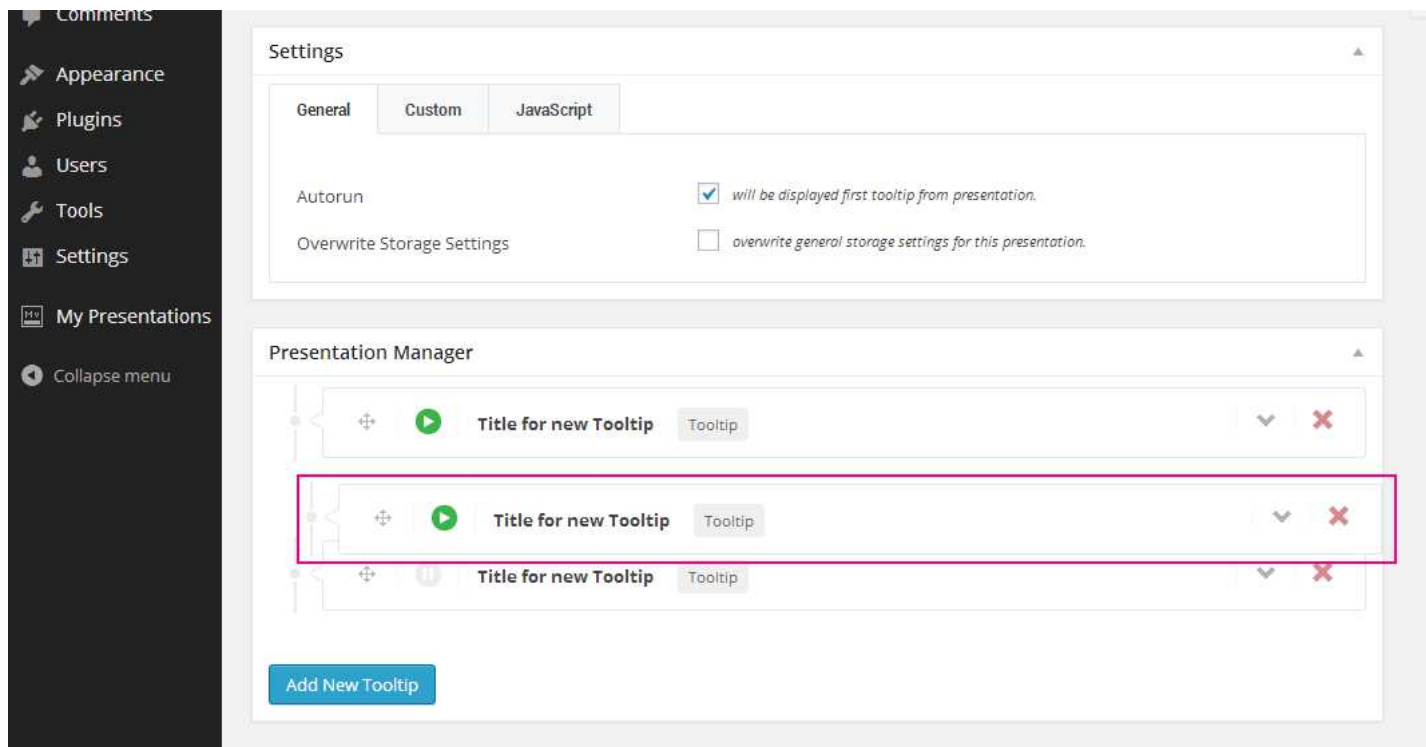 Comments
Appearance
Plugins
Users
Tools
Settings
My Presentations
Collapse menu
Settings
General Custom JavaScript
Autorun will be displayed first tooltip from presentation.
Overwrite Storage Settings overwrite general storage settings for this presentation.
Presentation Manager
Title for new Tooltip Tooltip
Title for new Tooltip Tooltip
Title for new Tooltip Tooltip
Add New Tooltip